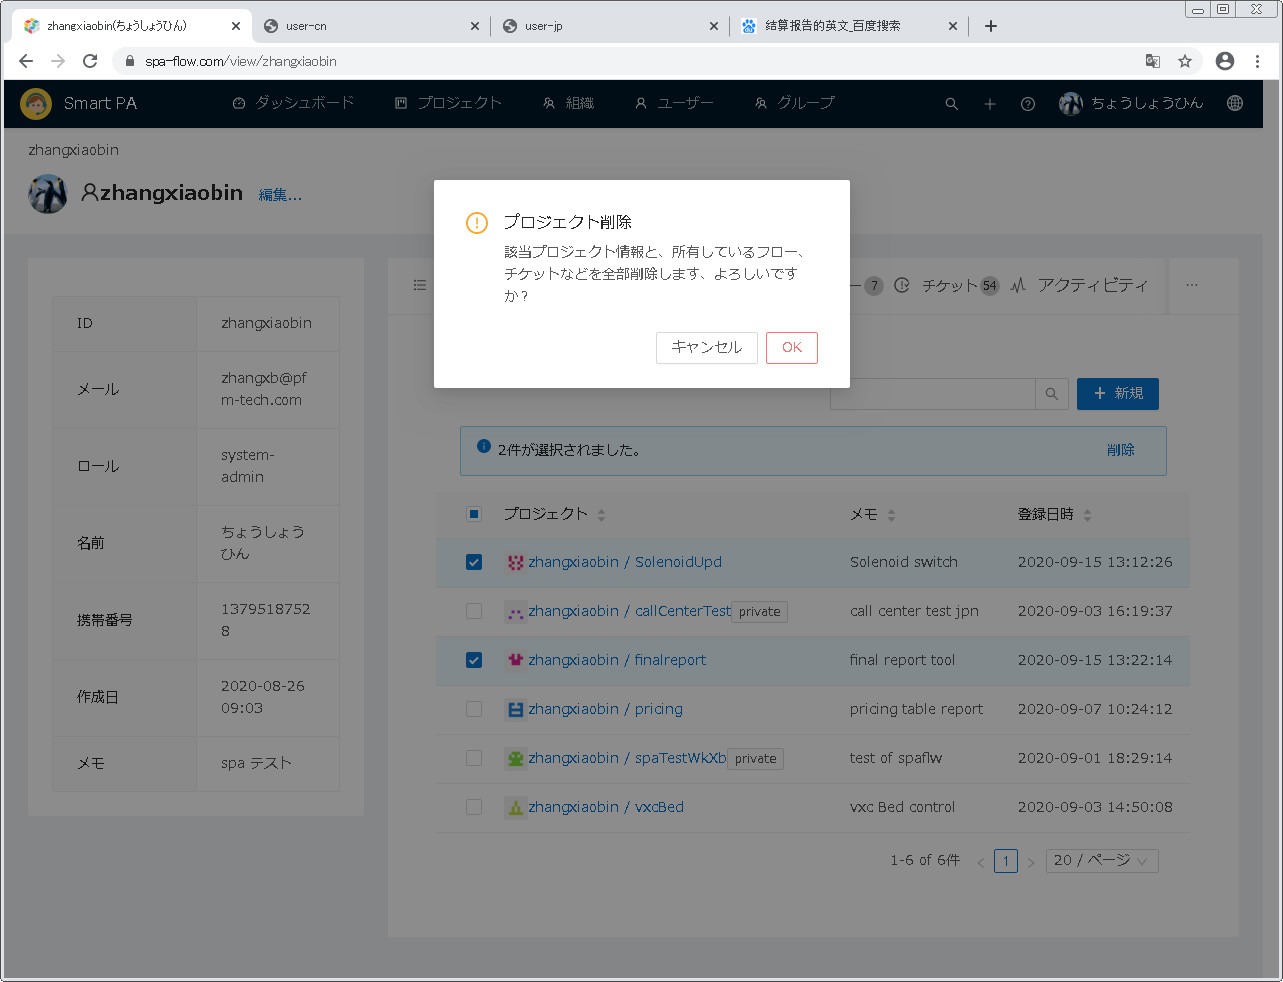 zhangxiaobin(ちょうしょうひん)
user-cn
user-jp
结算报告的英文_百度搜索
spa-flow.com/view/zhangxiaobin
Smart PA
ダッシュボード
プロジェクト
組織
ユーザー
グループ
ちょうしょうひん
zhangxiaobin
zhangxiaobin
編集...
プロジェクト削除
該当プロジェクト情報と、所有しているフロー、
チケットなどを全部削除します、よろしいです
か？
キャンセル
OK
ー 7
チケット 54
アクティビティ
...
ID
zhangxiaobin
メール
zhangxb@pf
m-tech.com
ロール
system-
admin
名前
ちょうしょう
ひん
携帯番号
1379518752
8
作成日
2020-08-26
09:03
メモ
spa テスト
+ 新規
2件が選択されました。
削除
プロジェクト
メモ
登録日時
zhangxiaobin / SolenoidUpd
Solenoid switch
2020-09-15 13:12:26
zhangxiaobin / callCenterTest private
call center test jpn
2020-09-03 16:19:37
zhangxiaobin / finalreport
final report tool
2020-09-15 13:22:14
zhangxiaobin / pricing
pricing table report
2020-09-07 10:24:12
zhangxiaobin / spaTestWkXb private
test of spaflw
2020-09-01 18:29:14
zhangxiaobin / vxcBed
vxc Bed control
2020-09-03 14:50:08
1-6 of 6件
< 1 >
20 / ページ